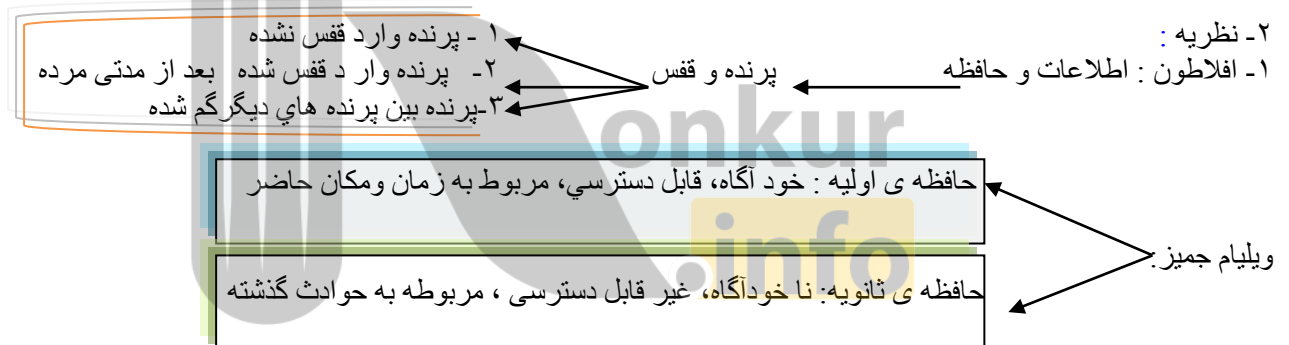 ۲- نظریه :
۱- افلاطون : اطلاعات و حافظه
پرنده و قفس
۱ - پرنده وارد قفس نشده
۲- پرنده وار د قفس شده بعد از مدتی مرده
۳-پرنده بین پرنده هاي دیگرگم شده
حافظه ی اولیه : خود آگاه، قابل دسترسي، مربوط به زمان ومکان حاضر
ویلیام جمیز:
حافظه ی ثانویه: نا خودآگاه، غیر قابل دسترسی ، مربوطه به حوادث گذشته
onkur
.info